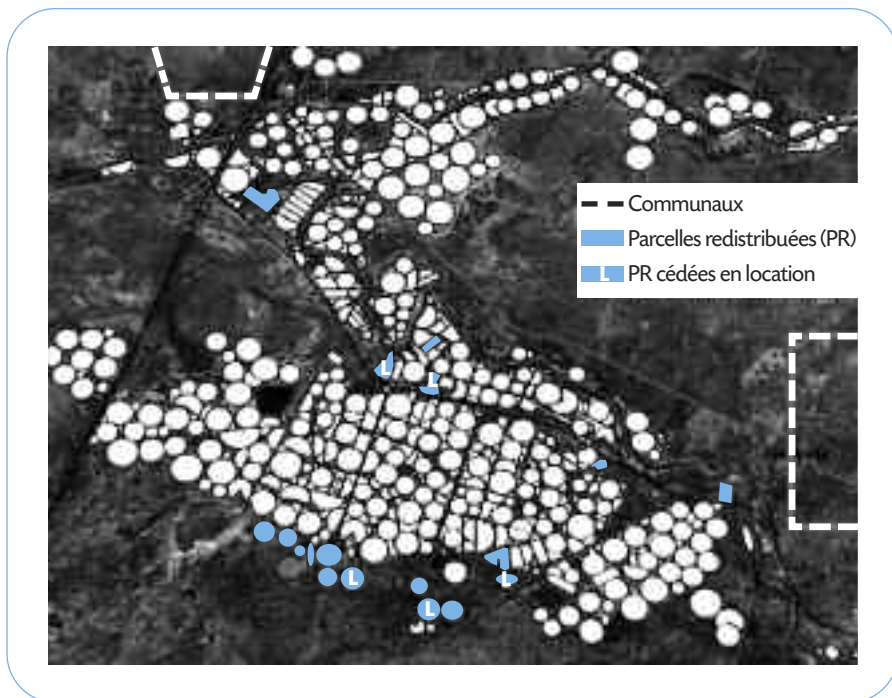 Communaux
Parcelles redistribuées (PR)
L PR cédées en location
L
L
L
L
L